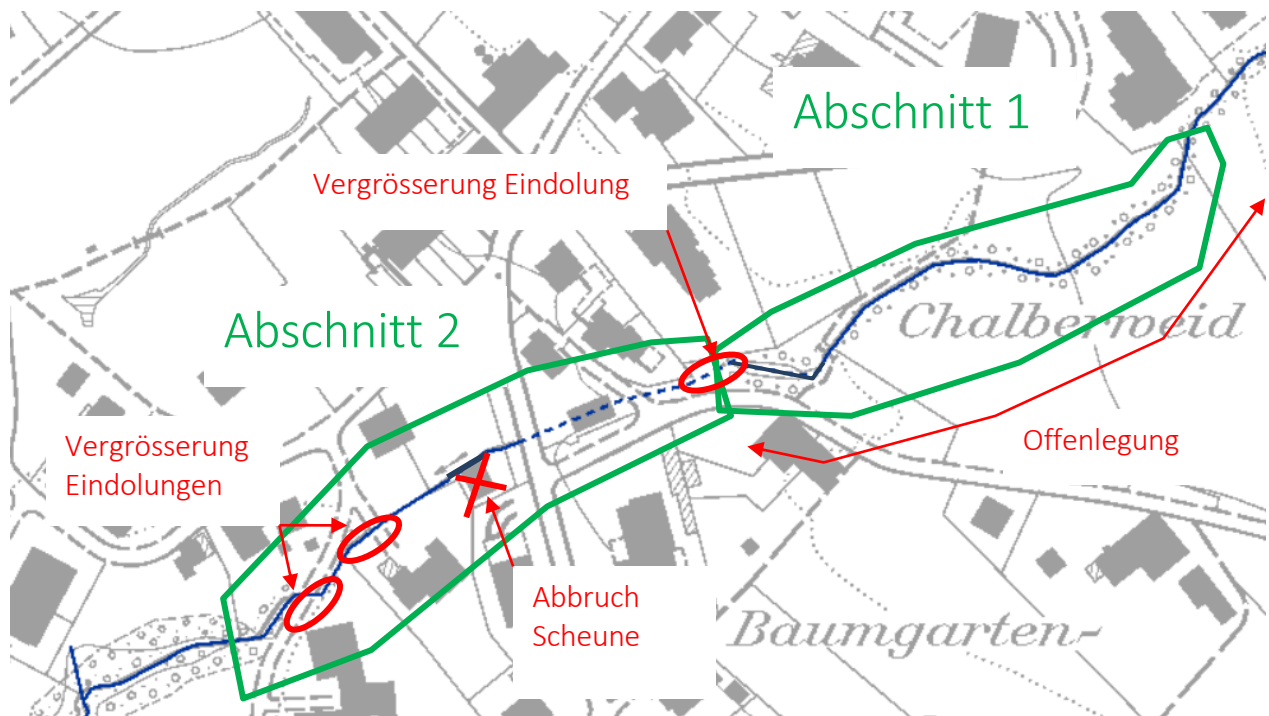 Abschnitt 1
Vergrösserung Eindolung
Chalberweid
Abschnitt 2
Vergrösserung
Eindolungen
Offenlegung
Abbruch
Scheune
Baumgarten-